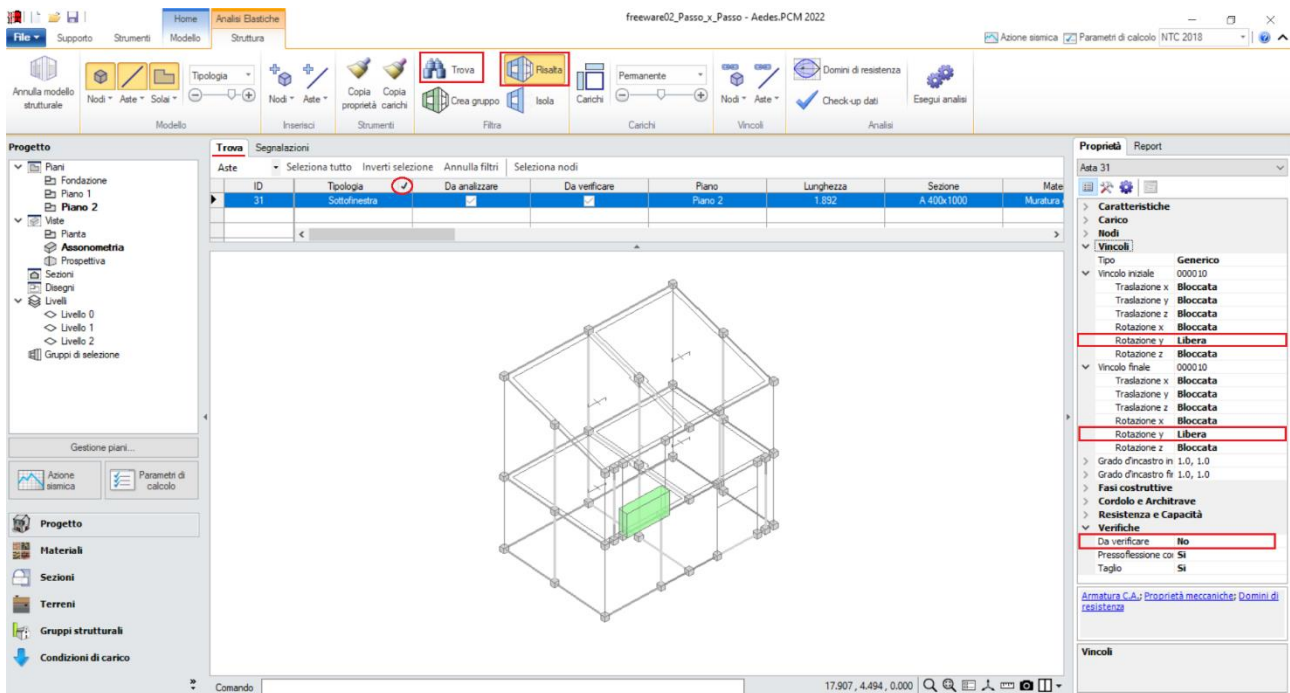 freeware02_Passo_x_Passo - Aedes.PCM 2022
Home
Analisi Elastiche
File
Supporto
Strumenti
Modello
Struttura
Azione sismica
Parametri di calcolo
NTC 2018
Annulla modello
strutturale
Nodi
Aste
Solai
Tipologia
Modello
Nodi
Aste
Inserisci
Copia
proprietà
Copia
carichi
Strumenti
Trova
Crea gruppo
Risalta
Isola
Filtra
Carichi
Permanente
Carichi
Nodi
Aste
Vincoli
Domini di resistenza
Check-up dati
Esegui analisi
Analisi
Progetto
Piani
Fondazione
Piano 1
Piano 2
Viste
Pianta
Assonometria
Prospettiva
Sezioni
Disegni
Livelli
Livello 0
Livello 1
Livello 2
Gruppi di selezione
Gestione piani...
Azione
sismica
Parametri di
calcolo
Progetto
Materiali
Sezioni
Terreni
Gruppi strutturali
Condizioni di carico
Trova Segnalazioni
Aste Seleziona tutto Inverti selezione Annulla filtri Seleziona nodi
ID Tipologia Da analizzare Da verificare Piano Lunghezza Sezione Mate
31 Sottofinestra Piano 2 1.892 A 400x1000 Muratura
Comando
17.907 , 4.494 , 0.000
Proprietà Report
Asta 31
Caratteristiche
Carico
Nodi
Vincoli
Tipo Generico
Vincolo iniziale 000010
Traslazione x Bloccata
Traslazione y Bloccata
Traslazione z Bloccata
Rotazione x Bloccata
Rotazione y Libera
Rotazione z Bloccata
Vincolo finale 000010
Traslazione x Bloccata
Traslazione y Bloccata
Traslazione z Bloccata
Rotazione x Bloccata
Rotazione y Libera
Rotazione z Bloccata
Grado d'incastro in 1.0, 1.0
Grado d'incastro fir 1.0, 1.0
Fasi costruttive
Cordolo e Architrave
Resistenza e Capacità
Verifiche
Da verificare No
Pressoflessione coi Sì
Taglio Sì
Armatura C.A.; Proprietà meccaniche; Domini di
resistenza
Vincoli